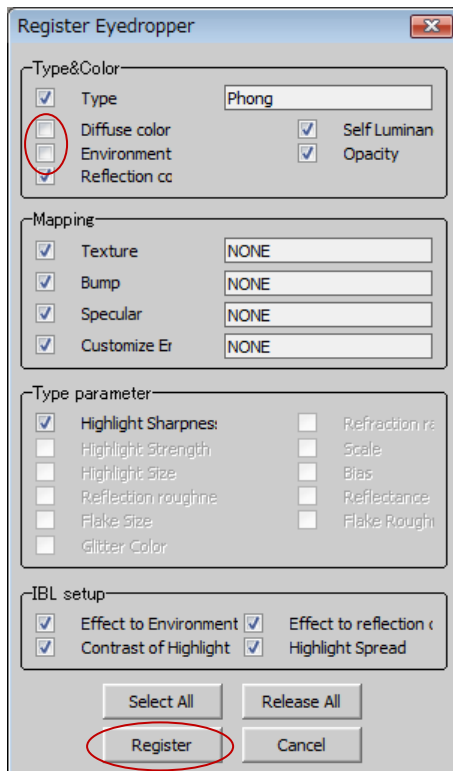 Register Eyedropper
Type&Color
Type Phong
Diffuse color Self Luminan
Environment Opacity
Reflection co
Mapping
Texture NONE
Bump NONE
Specular NONE
Customize Er NONE
Type parameter
Highlight Sharpness Refraction ra
Highlight Strength Scale
Highlight Size Bias
Reflection roughne Reflectance
Flake Size Flake Roughn
Glitter Color
IBL setup
Effect to Environment Effect to reflection c
Contrast of Highlight Highlight Spread
Select All Release All
Register Cancel